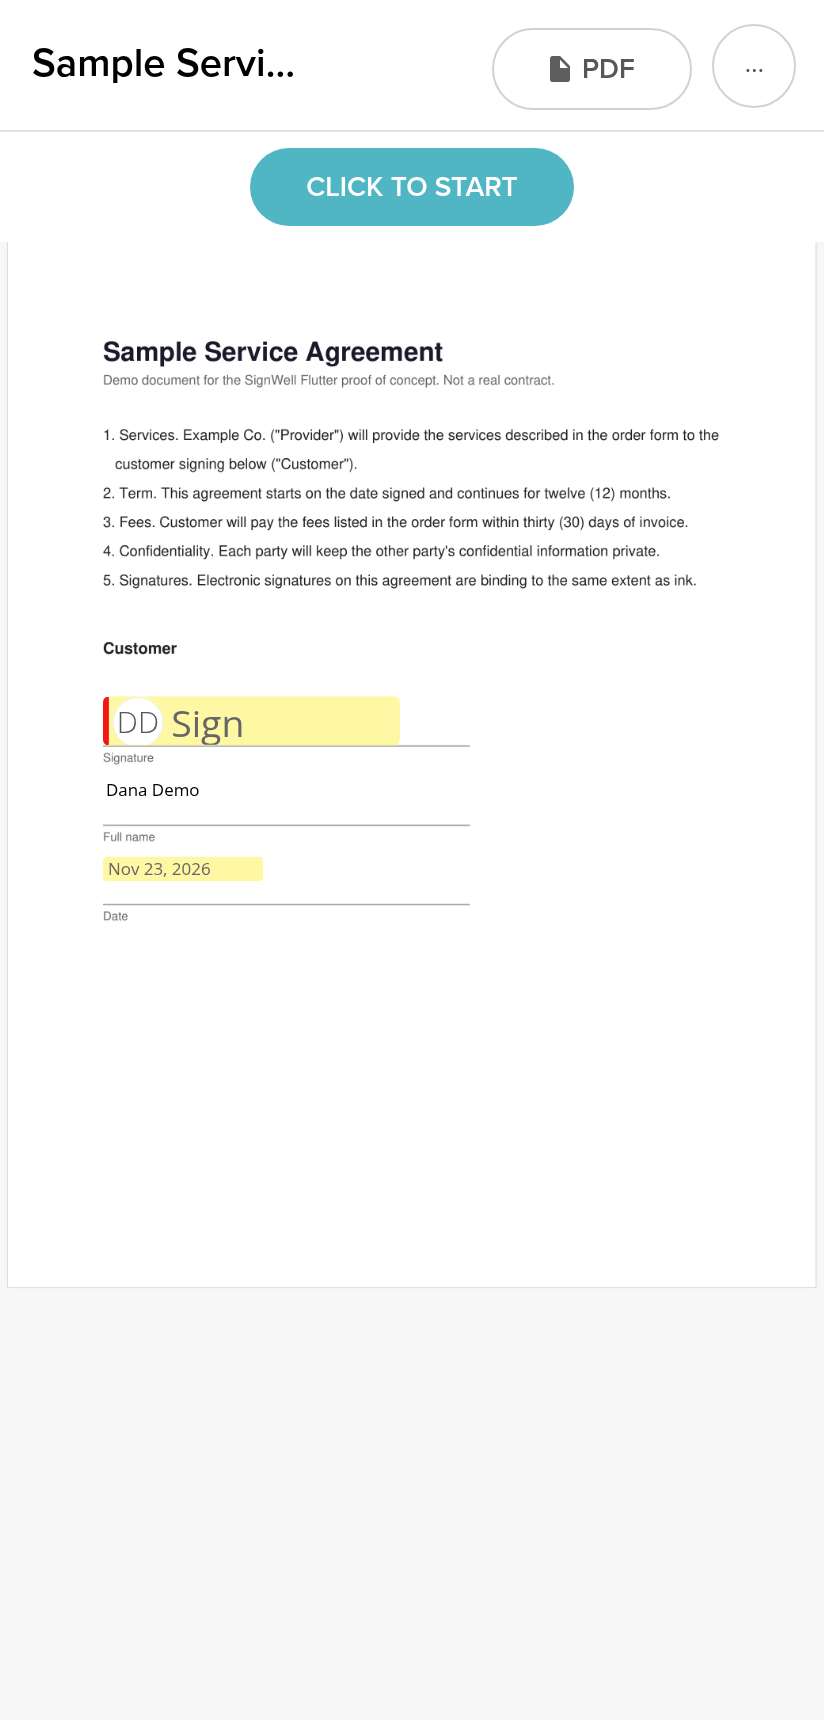 Sample Servi...
PDF
...
CLICK TO START
Sample Service Agreement
Demo document for the SignWell Flutter proof of concept. Not a real contract.
1. Services. Example Co. ("Provider") will provide the services described in the order form to the
customer signing below ("Customer").
2. Term. This agreement starts on the date signed and continues for twelve (12) months.
3. Fees. Customer will pay the fees listed in the order form within thirty (30) days of invoice.
4. Confidentiality. Each party will keep the other party's confidential information private.
5. Signatures. Electronic signatures on this agreement are binding to the same extent as ink.
Customer
DD Sign
Signature
Dana Demo
Full name
Nov 23, 2026
Date